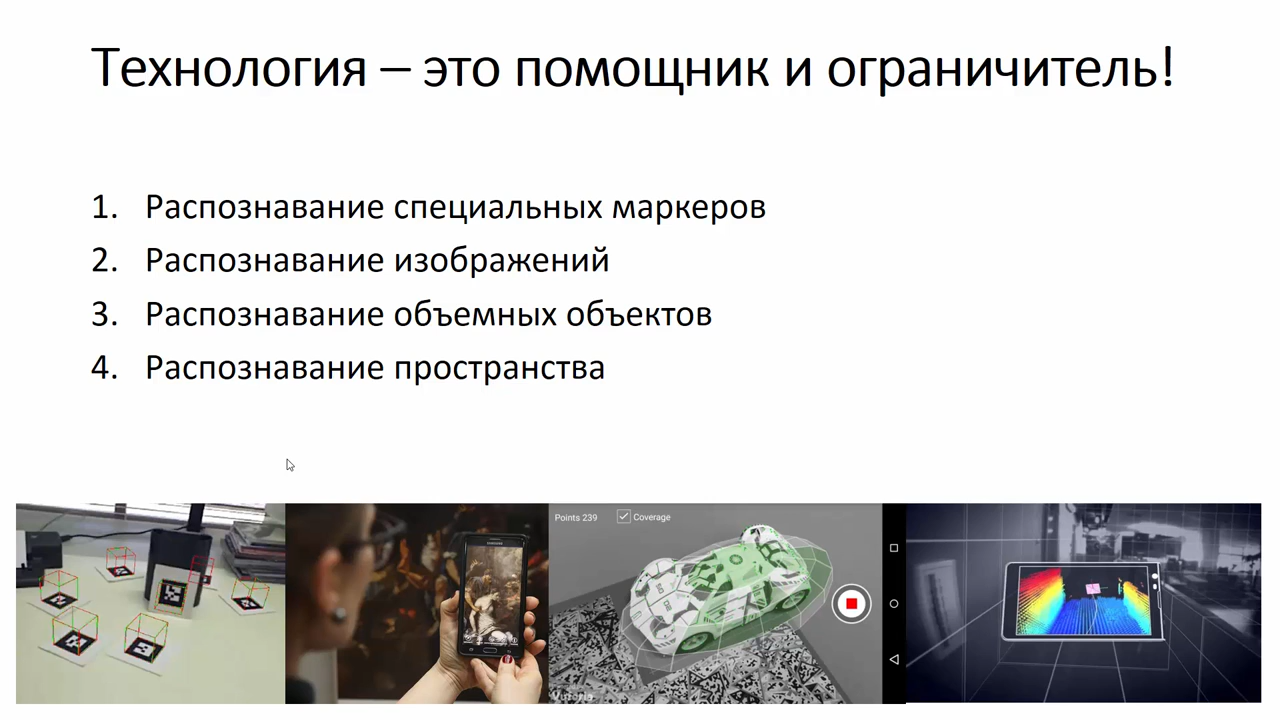 Технология – это помощник и ограничитель!
1. Распознавание специальных маркеров
2. Распознавание изображений
3. Распознавание объемных объектов
4. Распознавание пространства
Points 239 Coverage
Vuforia